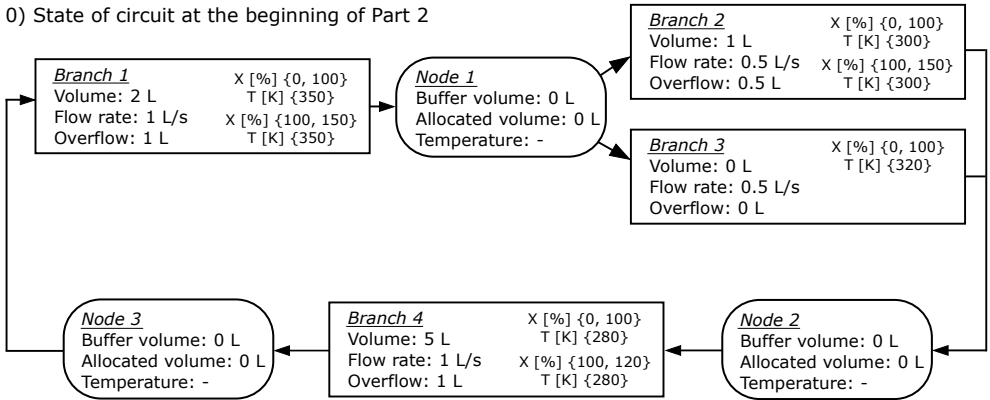 0) State of circuit at the beginning of Part 2
Branch 1
Volume: 2 L
Flow rate: 1 L/s
Overflow: 1 L
X [%] {0, 100}
T [K] {350}
X [%] {100, 150}
T [K] {350}
Node 1
Buffer volume: 0 L
Allocated volume: 0 L
Temperature: -
Branch 2
Volume: 1 L
Flow rate: 0.5 L/s
Overflow: 0.5 L
X [%] {0, 100}
T [K] {300}
X [%] {100, 150}
T [K] {300}
Branch 3
Volume: 0 L
Flow rate: 0.5 L/s
Overflow: 0 L
X [%] {0, 100}
T [K] {320}
Node 3
Buffer volume: 0 L
Allocated volume: 0 L
Temperature: -
Branch 4
Volume: 5 L
Flow rate: 1 L/s
Overflow: 1 L
X [%] {0, 100}
T [K] {280}
X [%] {100, 120}
T [K] {280}
Node 2
Buffer volume: 0 L
Allocated volume: 0 L
Temperature: -